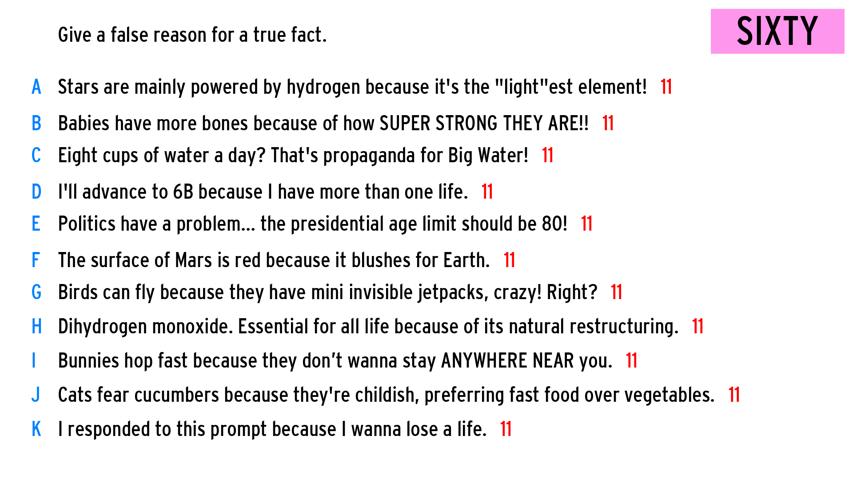 Give a false reason for a true fact.
SIXTY
A Stars are mainly powered by hydrogen because it's the "light"est element! 11
B Babies have more bones because of how SUPER STRONG THEY ARE!! 11
C Eight cups of water a day? That's propaganda for Big Water! 11
D I'll advance to 6B because I have more than one life. 11
E Politics have a problem... the presidential age limit should be 80! 11
F The surface of Mars is red because it blushes for Earth. 11
G Birds can fly because they have mini invisible jetpacks, crazy! Right? 11
H Dihydrogen monoxide. Essential for all life because of its natural restructuring. 11
I Bunnies hop fast because they don’t wanna stay ANYWHERE NEAR you. 11
J Cats fear cucumbers because they're childish, preferring fast food over vegetables. 11
K I responded to this prompt because I wanna lose a life. 11